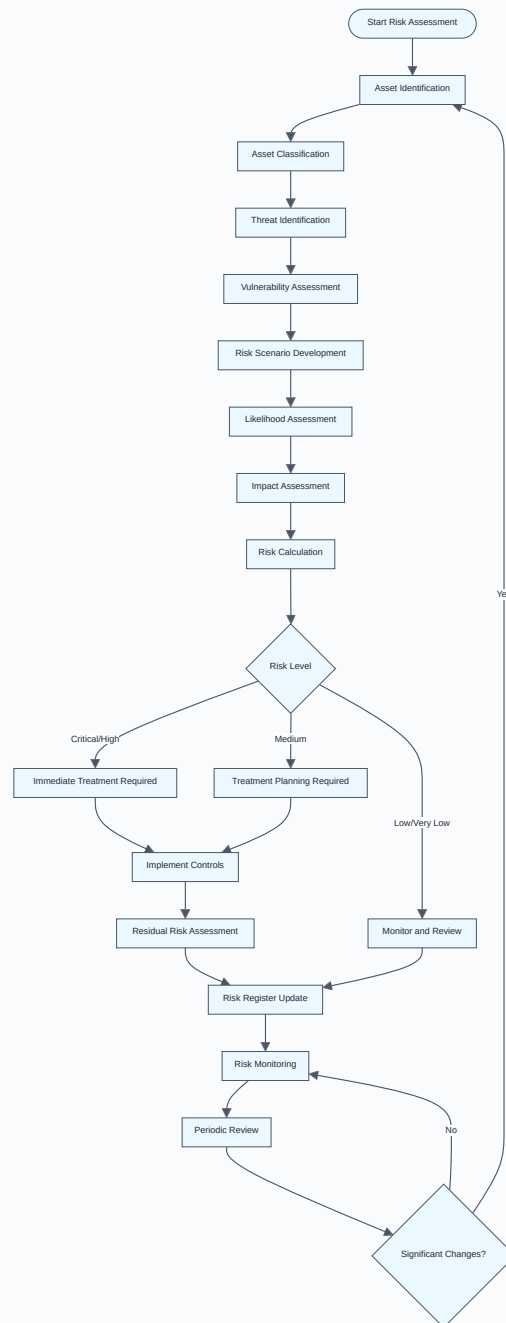 Start Risk Assessment
Asset Identification
Asset Classification
Threat Identification
Vulnerability Assessment
Risk Scenario Development
Likelihood Assessment
Impact Assessment
Risk Calculation
Ye
Risk Level
Critical/High
Medium
Immediate Treatment Required
Treatment Planning Required
Low/Very Low
Implement Controls
Residual Risk Assessment
Monitor and Review
Risk Register Update
Risk Monitoring
Periodic Review
No
Significant Changes?